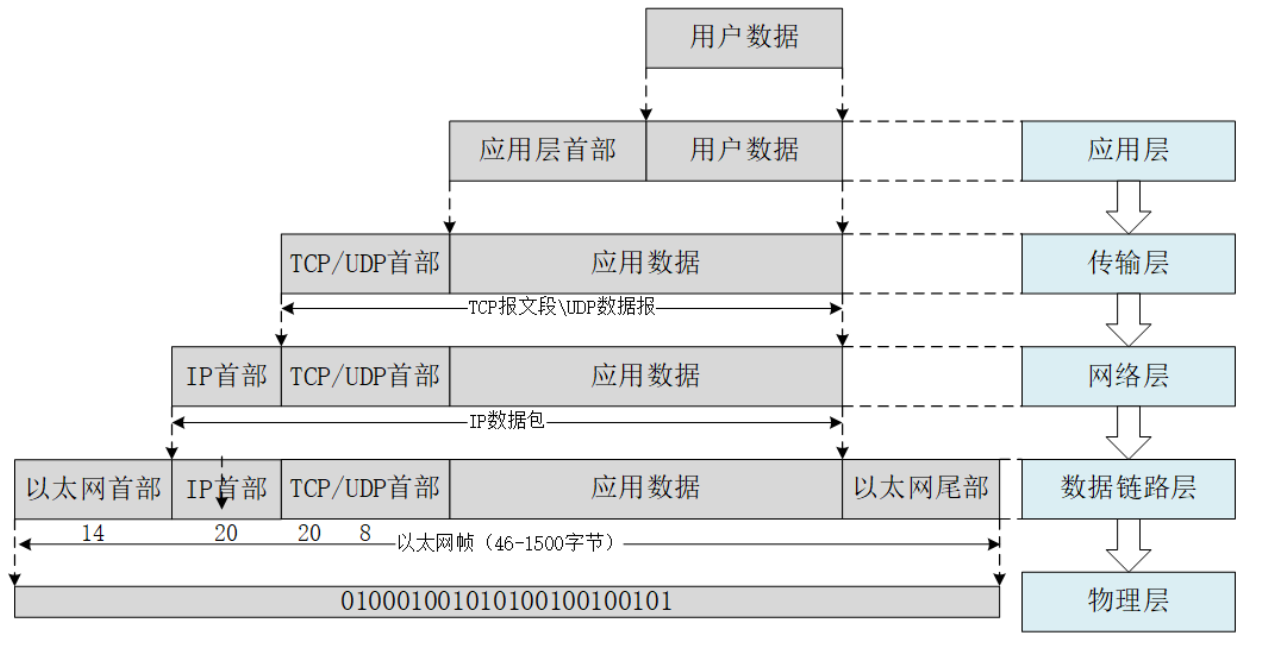 用户数据
应用层首部 用户数据 应用层
TCP/UDP首部 应用数据 传输层
TCP报文段\UDP数据报
IP首部 TCP/UDP首部 应用数据 网络层
IP数据包
以太网首部 IP首部 TCP/UDP首部 应用数据 以太网尾部 数据链路层
14 20 20 8
以太网帧（46-1500字节）
010001001010100100100101 物理层